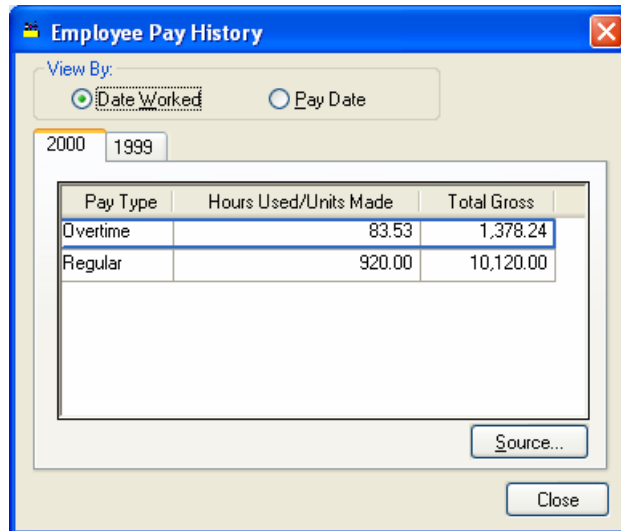 Employee Pay History
View By:
Date Worked Pay Date
2000 1999
Pay Type Hours Used/Units Made Total Gross
Overtime 83.53 1,378.24
Regular 920.00 10,120.00
Source...
Close